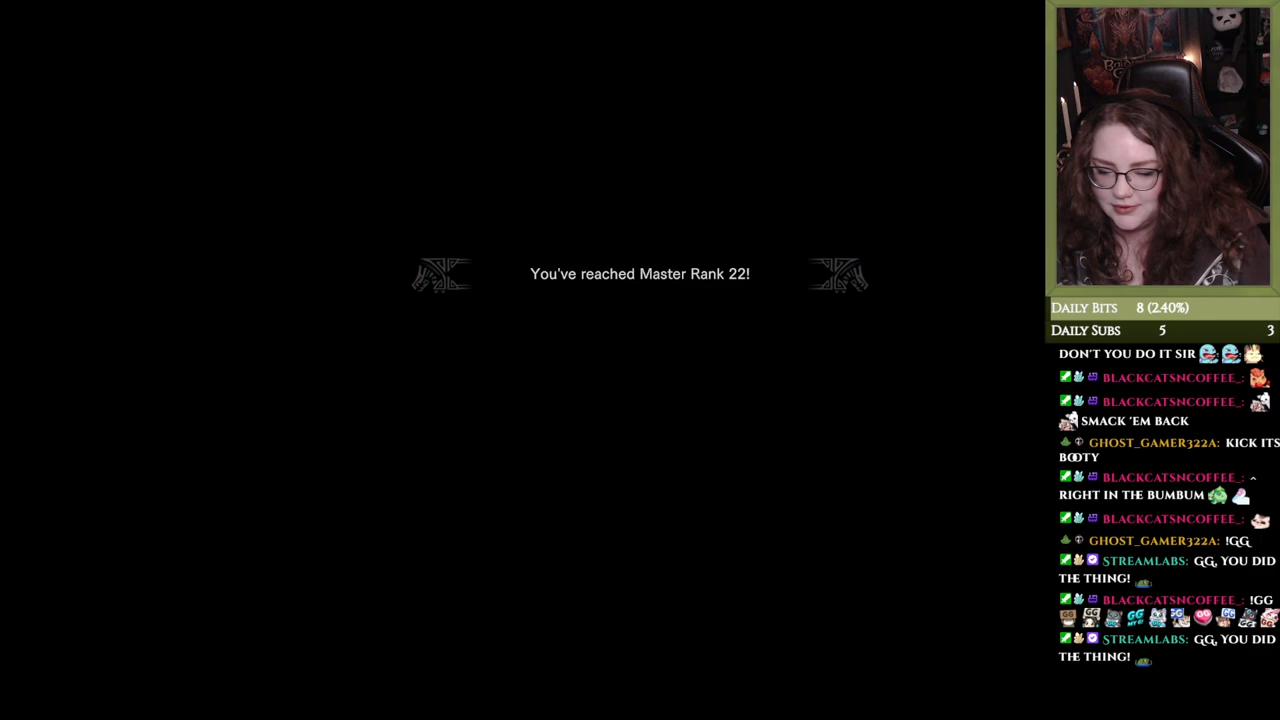 You've reached Master Rank 22!
DAILY BITS 8 (2.40%)
DAILY SUBS 5 3
DON'T YOU DO IT SIR
BLACKCATSNCOFFEE_:
BLACKCATSNCOFFEE_:
SMACK 'EM BACK
GHOST_GAMER322A: KICK ITS
BOOTY
BLACKCATSNCOFFEE_: ^
RIGHT IN THE BUMBUM
BLACKCATSNCOFFEE_:
GHOST_GAMER322A: !GG
STREAMLABS: GG, YOU DID
THE THING!
BLACKCATSNCOFFEE_: !GG
STREAMLABS: GG, YOU DID
THE THING!